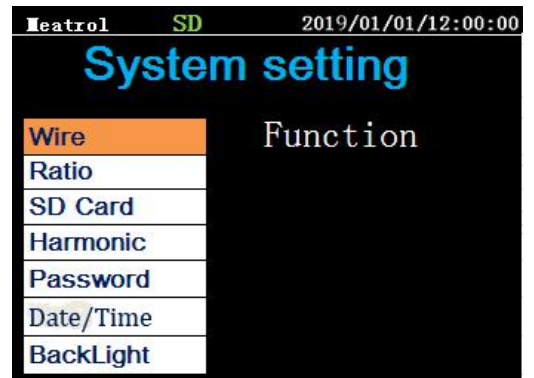 Meatrol SD 2019/01/01/12:00:00
System setting
Wire Function
Ratio
SD Card
Harmonic
Password
Date/Time
BackLight